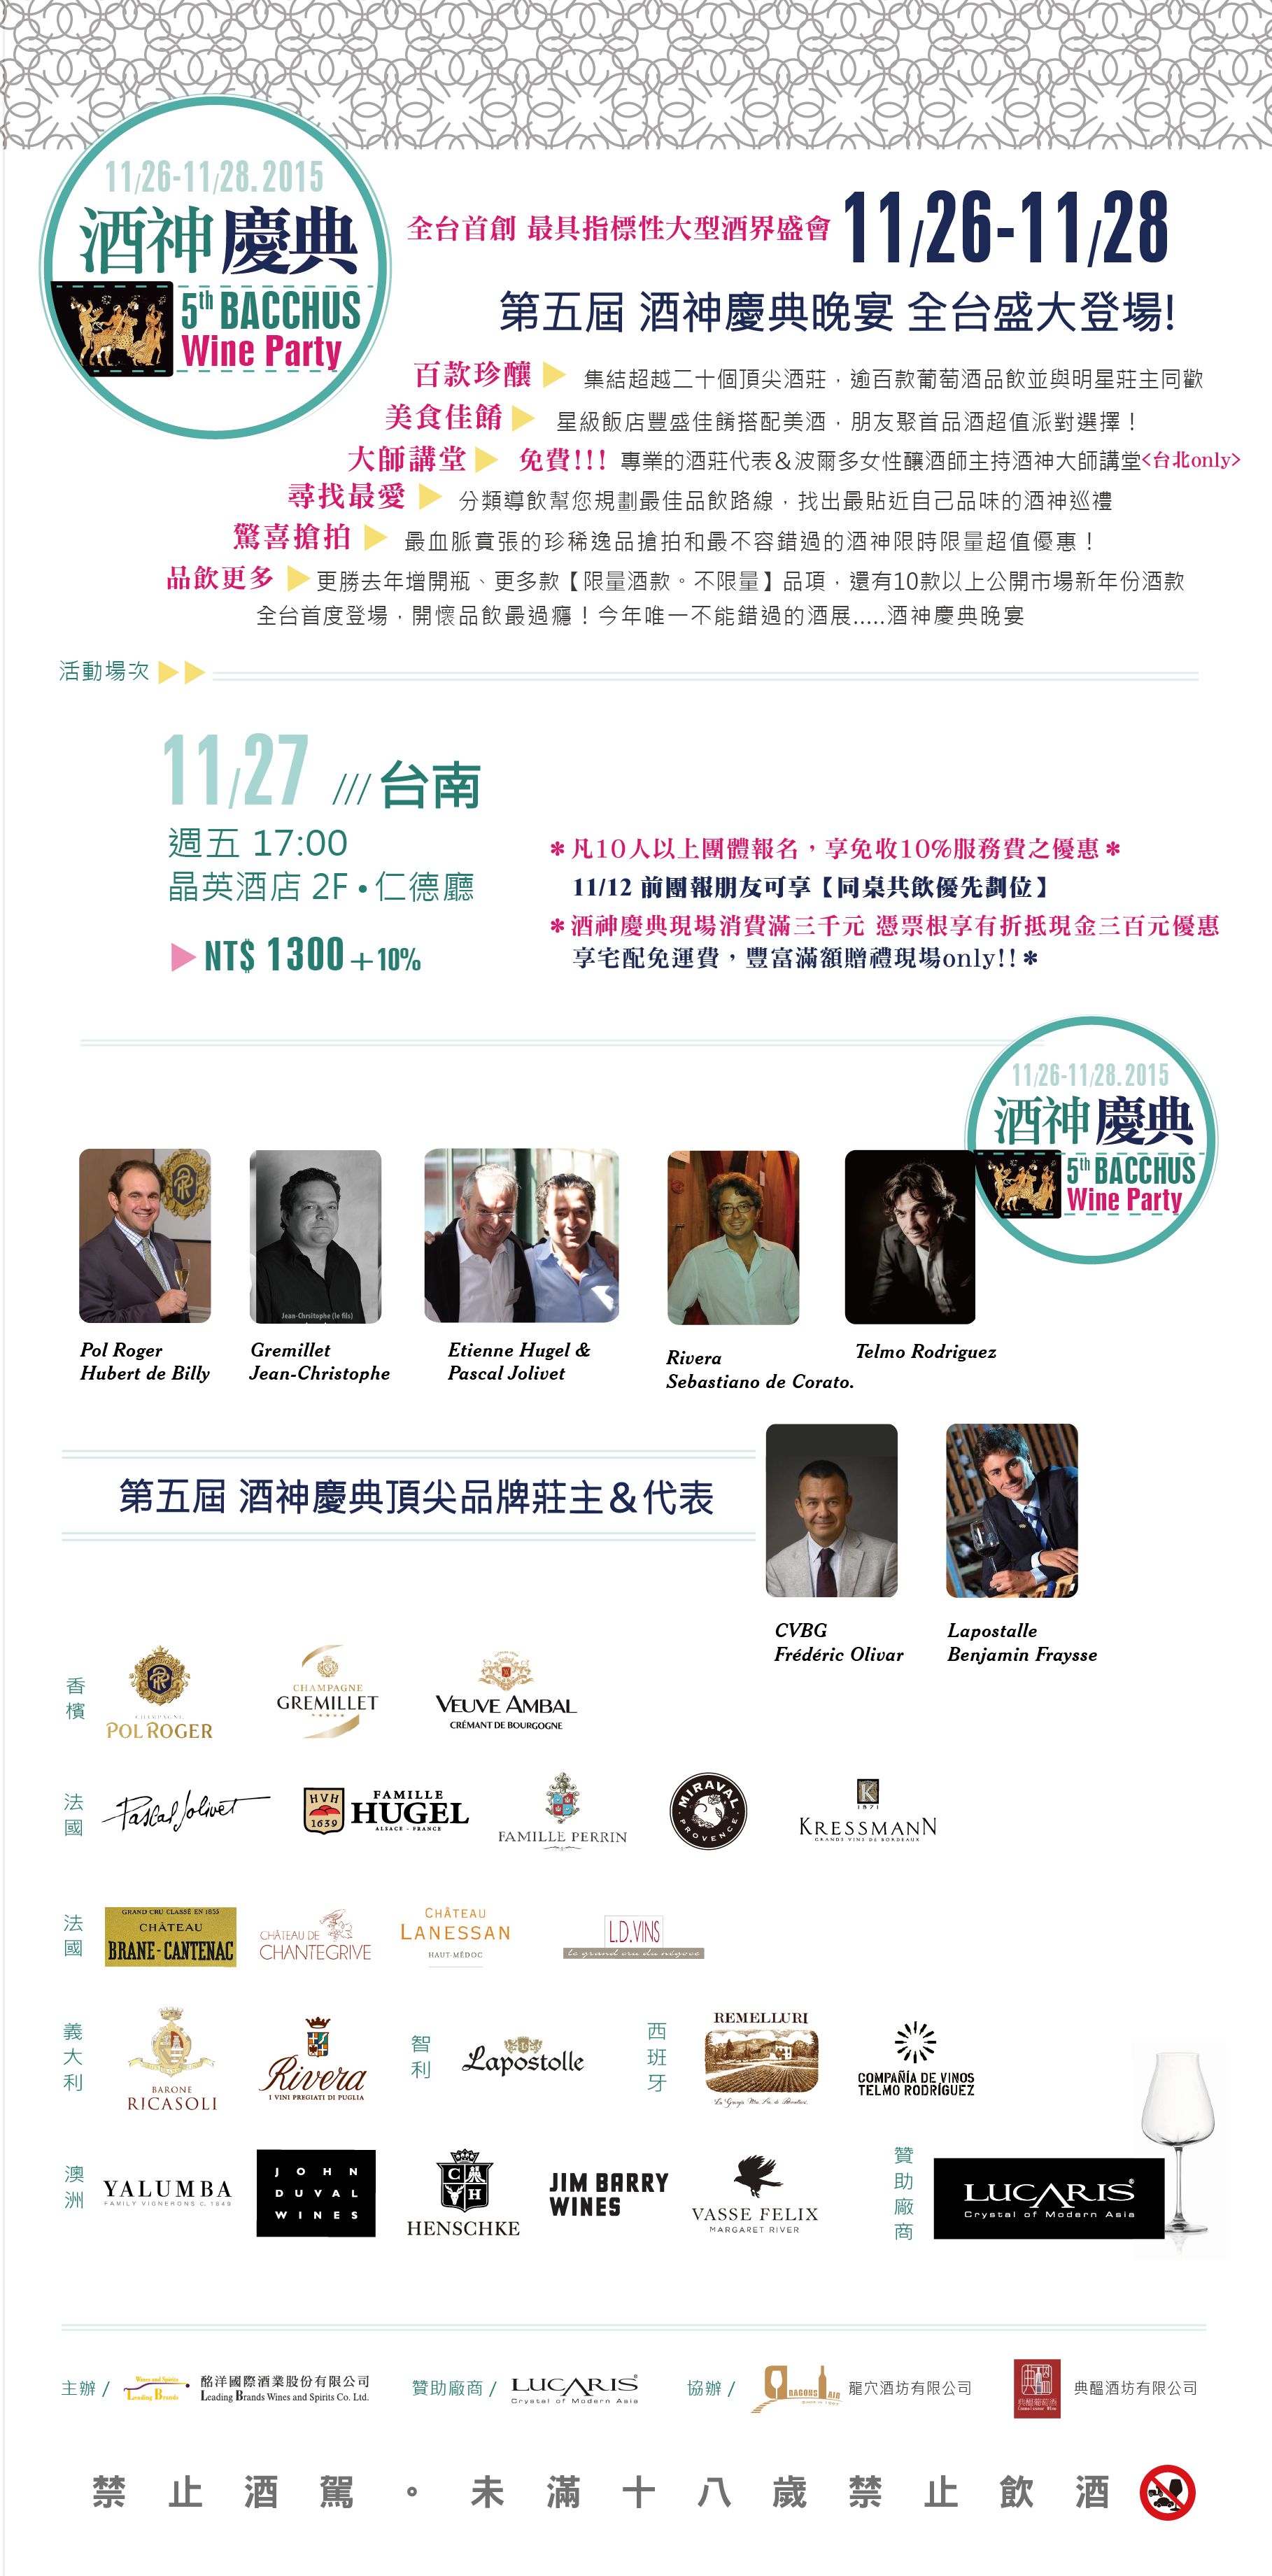 11/26-11/28.2015
酒神慶典
5th BACCHUS
Wine Party
全台首創 最具指標性大型酒界盛會 11/26-11/28
第五屆 酒神慶典晚宴 全台盛大登場!
百款珍釀 集結超越二十個頂尖酒莊，逾百款葡萄酒品飲並與明星莊主同歡
美食佳餚 星級飯店豐盛佳餚搭配美酒，朋友聚首品酒超值派對選擇！
大師講堂 免費!!! 專業的酒莊代表＆波爾多女性釀酒師主持酒神大師講堂<台北only>
尋找最愛 分類導飲幫您規劃最佳品飲路線，找出最貼近自己品味的酒神巡禮
驚喜搶拍 最血脈賁張的珍稀逸品搶拍和最不容錯過的酒神限時限量超值優惠！
品飲更多 更勝去年增開瓶、更多款【限量酒款。不限量】品項，還有10款以上公開市場新年份酒款
全台首度登場，開懷品飲最過癮！今年唯一不能錯過的酒展.....酒神慶典晚宴
活動場次
11/27 /// 台南
週五 17:00
晶英酒店 2F•仁德廳
NT$ 1300+10%
＊凡10人以上團體報名，享免收10%服務費之優惠＊
11/12 前團報朋友可享【同桌共飲優先劃位】
＊酒神慶典現場消費滿三千元 憑票根享有折抵現金三百元優惠
享宅配免運費，豐富滿額贈禮現場only!!＊
11/26-11/28.2015
酒神慶典
5th BACCHUS
Wine Party
Jean-Chrsitophe (le fils)
Pol Roger
Hubert de Billy
Gremillet
Jean-Christophe
Etienne Hugel &
Pascal Jolivet
Rivera
Sebastiano de Corato.
Telmo Rodriguez
第五屆 酒神慶典頂尖品牌莊主＆代表
CVBG
Frédéric Olivar
Lapostalle
Benjamin Fraysse
香檳
CHAMPAGNE
POL ROGER
CHAMPAGNE
GREMILLET
VEUVE AMBAL
CRÉMANT DE BOURGOGNE
法國
Pascal Jolivet
HVH
1639
FAMILLE
HUGEL
ALSACE - FRANCE
FAMILLE PERRIN
MIRAVAL
PROVENCE
K
1871
KRESSMANN
GRANDS VINS DE BORDEAUX
法國
GRAND CRU CLASSÉ EN 1855
CHÂTEAU
BRANE-CANTENAC
CHÂTEAU DE
CHANTEGRIVE
CHÂTEAU
LANESSAN
HAUT-MÉDOC
L.D.VINS
le grand cru du négoce
義大利
BARONE
RICASOLI
Rivera
I VINI PREGIATI DI PUGLIA
智利
Lapostolle
西班牙
REMELLURI
COMPAÑÍA DE VINOS
TELMO RODRÍGUEZ
澳洲
YALUMBA
FAMILY VIGNERONS C. 1849
JOHN
DUVAL
WINES
CH
HENSCHKE
JIM BARRY
WINES
VASSE FELIX
MARGARET RIVER
贊助廠商
LUCARIS®
Crystal of Modern Asia
主辦 /
Wines and Spirits
Leading Brands
酩洋國際酒業股份有限公司
Leading Brands Wines and Spirits Co. Ltd.
贊助廠商 /
LUCARIS®
Crystal of Modern Asia
協辦 /
DRAGONS LAIR
龍穴酒坊有限公司
典醞葡萄酒
Connoisseur Wine
典醞酒坊有限公司
禁止酒駕。未滿十八歲禁止飲酒